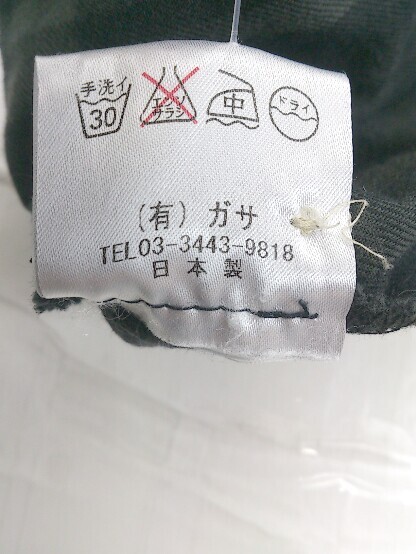 手洗イ
30
エンソ
サラシ
中
ドライ
(有) ガサ
TEL03-3443-9818
日本製